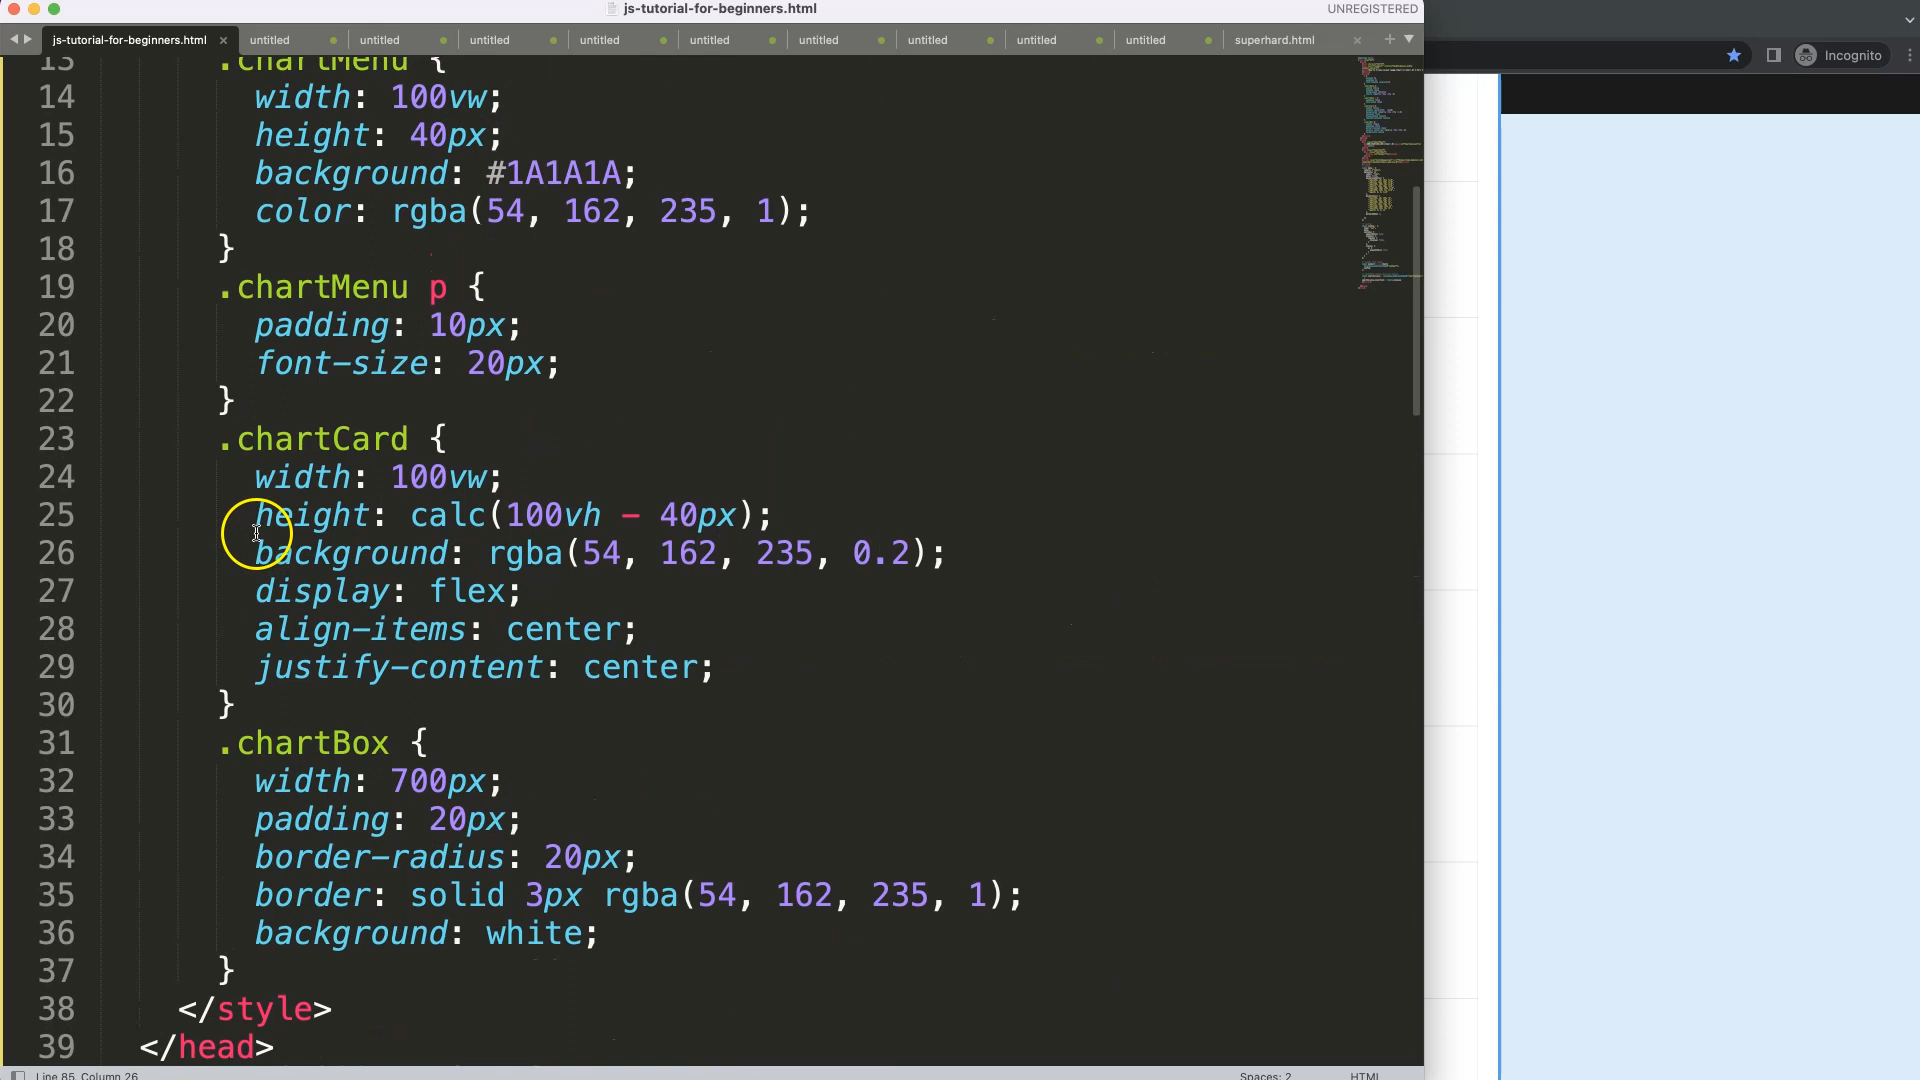 js-tutorial-for-beginners.html
UNREGISTERED
js-tutorial-for-beginners.html × untitled untitled untitled untitled untitled untitled untitled untitled untitled superhard.html × +
Incognito
13 .chartMenu {
14 width: 100vw;
15 height: 40px;
16 background: #1A1A1A;
17 color: rgba(54, 162, 235, 1);
18 }
19 .chartMenu p {
20 padding: 10px;
21 font-size: 20px;
22 }
23 .chartCard {
24 width: 100vw;
25 height: calc(100vh - 40px);
26 background: rgba(54, 162, 235, 0.2);
27 display: flex;
28 align-items: center;
29 justify-content: center;
30 }
31 .chartBox {
32 width: 700px;
33 padding: 20px;
34 border-radius: 20px;
35 border: solid 3px rgba(54, 162, 235, 1);
36 background: white;
37 }
38 </style>
39 </head>
Line 85, Column 26
Spaces: 2
HTML